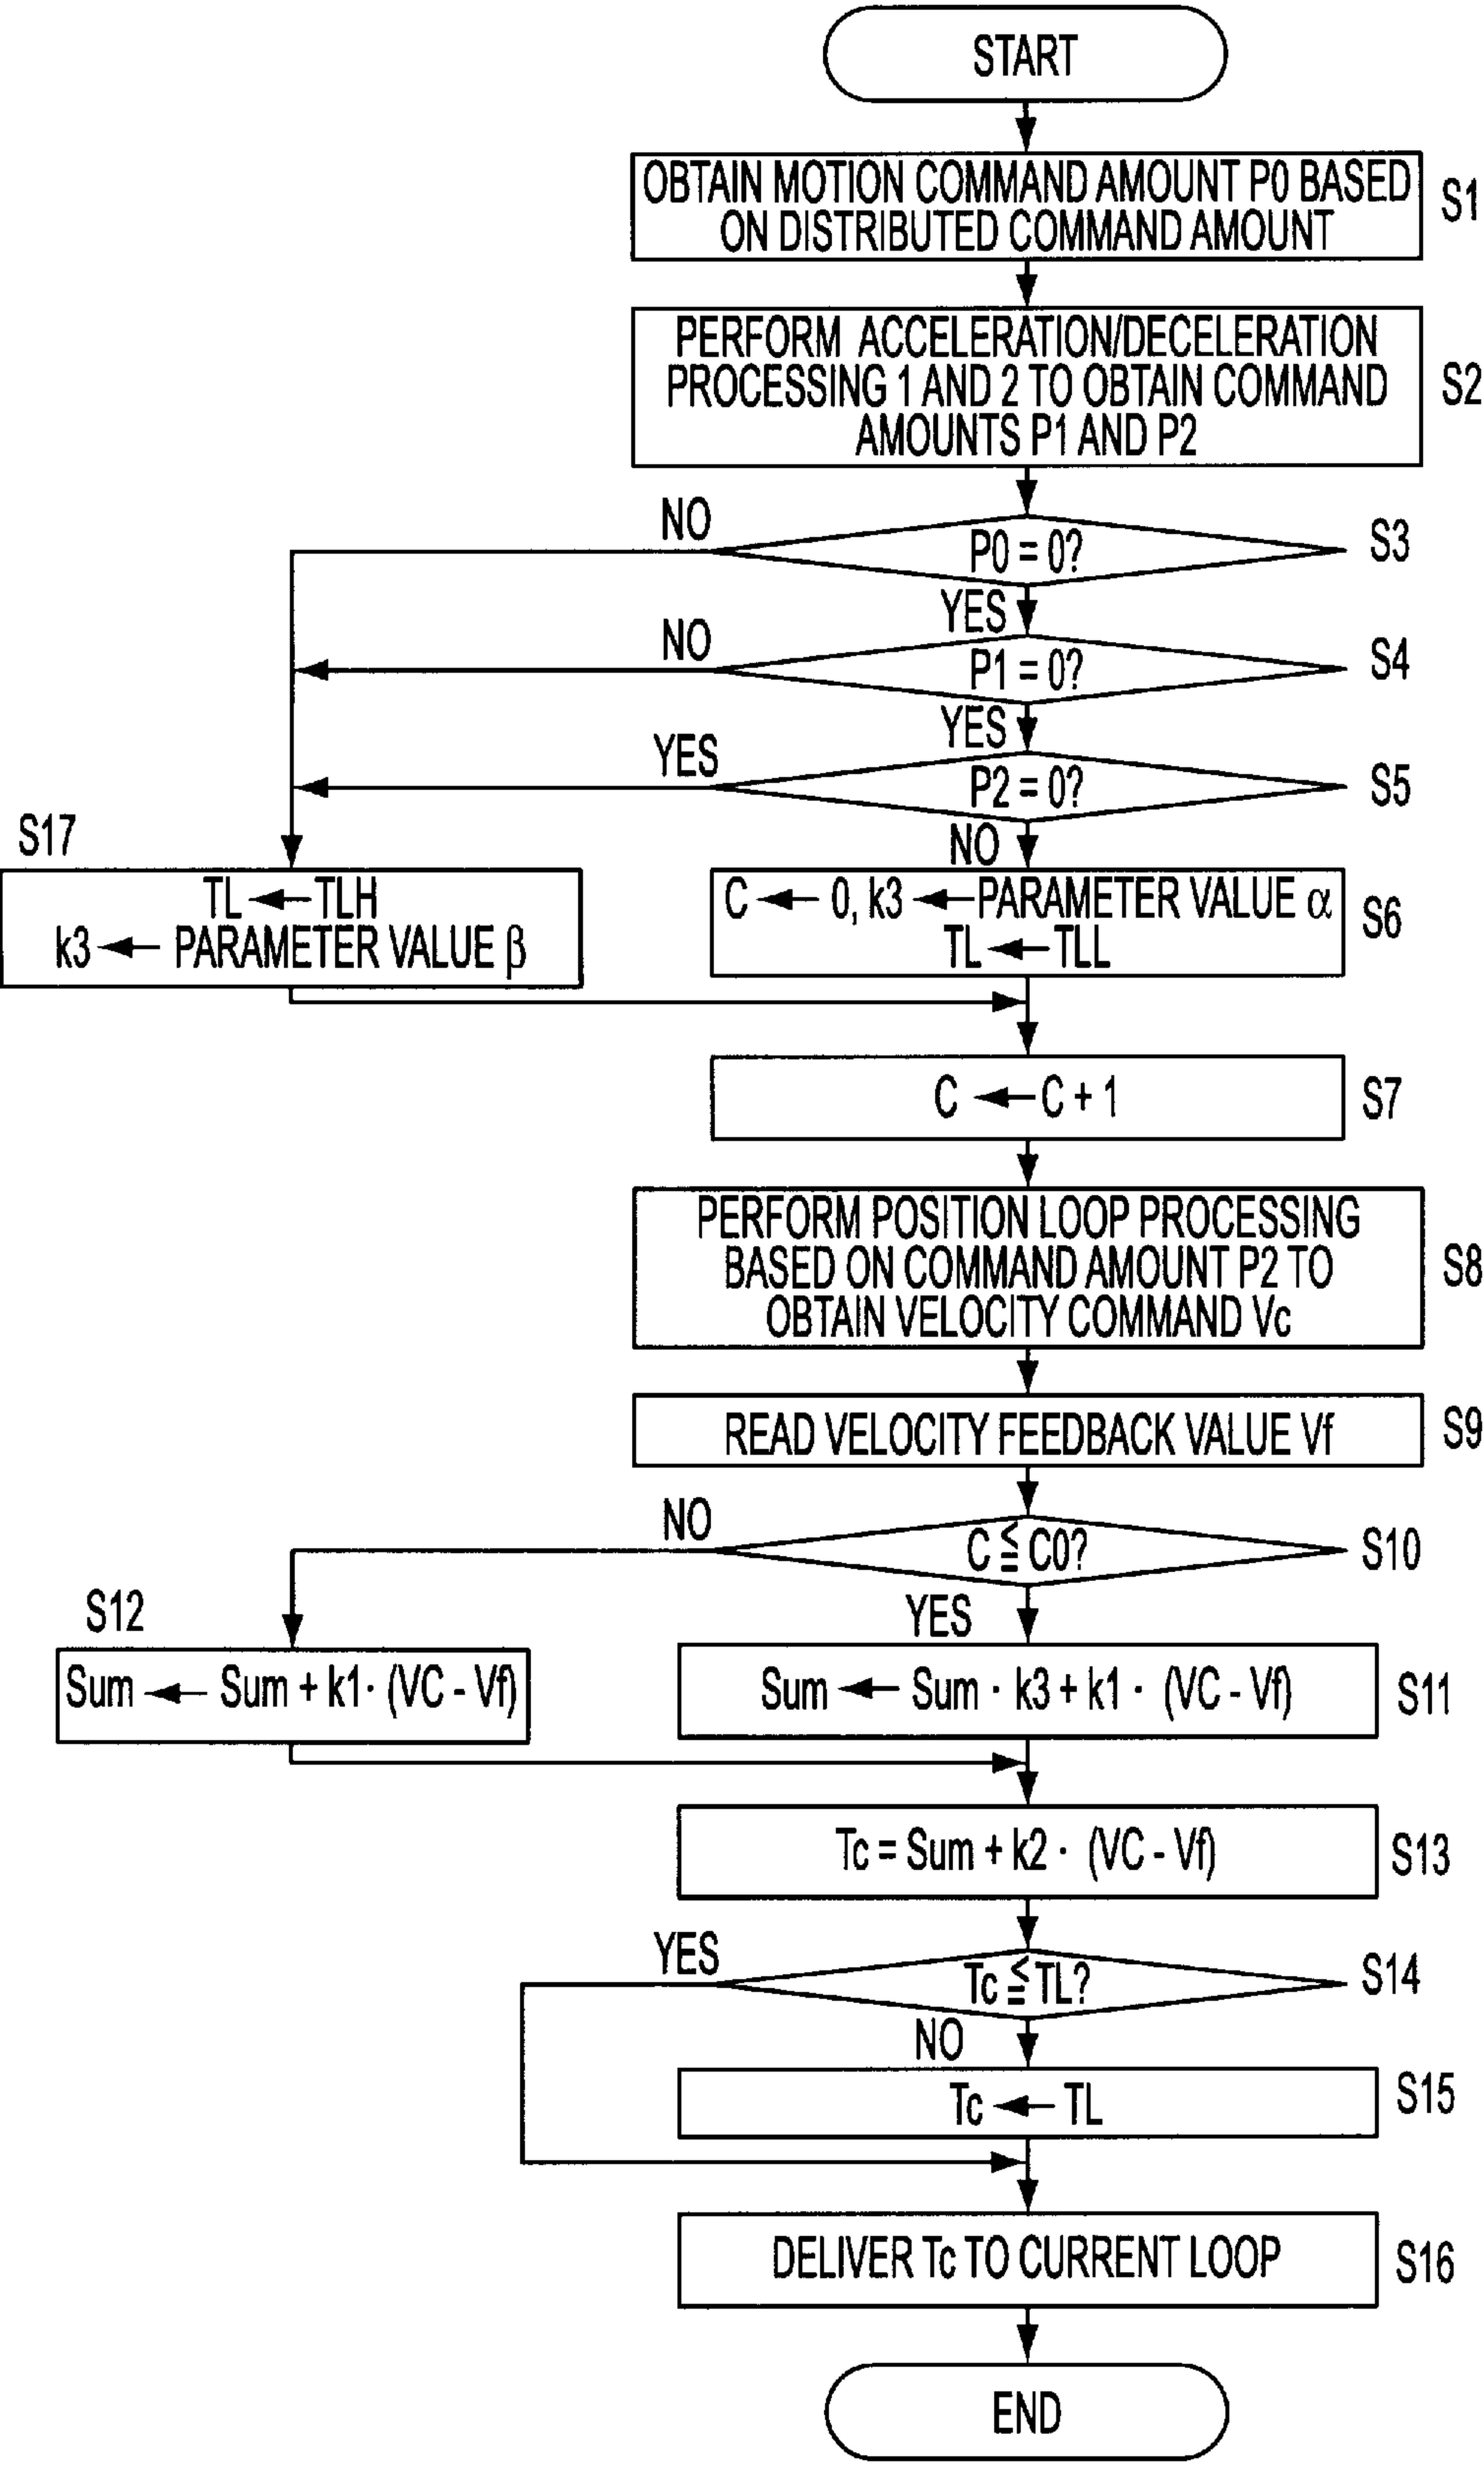 START
OBTAIN MOTION COMMAND AMOUNT P0 BASED
ON DISTRIBUTED COMMAND AMOUNT
S1
PERFORM ACCELERATION/DECELERATION
PROCESSING 1 AND 2 TO OBTAIN COMMAND
AMOUNTS P1 AND P2
S2
NO
P0 = 0?
S3
YES
NO
P1 = 0?
S4
YES
YES
P2 = 0?
S5
NO
S17
TL ← TLH
k3 ← PARAMETER VALUE β
C ← 0, k3 ← PARAMETER VALUE α
TL ← TLL
S6
C ← C + 1
S7
PERFORM POSITION LOOP PROCESSING
BASED ON COMMAND AMOUNT P2 TO
OBTAIN VELOCITY COMMAND Vc
S8
READ VELOCITY FEEDBACK VALUE Vf
S9
NO
C ≦ C0?
S10
YES
S12
Sum ← Sum + k1 · (VC - Vf)
Sum ← Sum · k3 + k1 · (VC - Vf)
S11
Tc = Sum + k2 · (VC - Vf)
S13
YES
Tc ≦ TL?
S14
NO
Tc ← TL
S15
DELIVER Tc TO CURRENT LOOP
S16
END